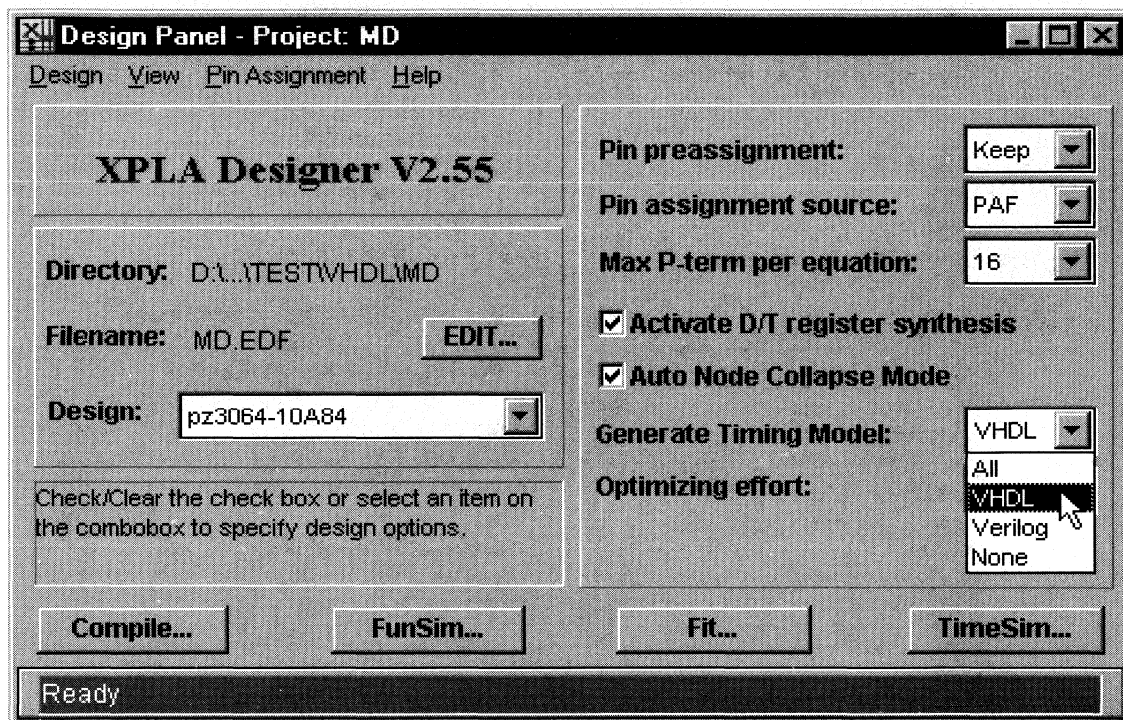 Design Panel - Project: MD
Design View Pin Assignment Help
XPLA Designer V2.55
Directory: D:\...\TEST\VHDL\MD
Filename: MD.EDF EDIT...
Design: pz3064-10A84
Check/Clear the check box or select an item on
the combobox to specify design options.
Pin preassignment: Keep
Pin assignment source: PAF
Max P-term per equation: 16
Activate D/T register synthesis
Auto Node Collapse Mode
Generate Timing Model: VHDL
All
VHDL
Verilog
None
Optimizing effort:
Compile... FunSim... Fit... TimeSim...
Ready